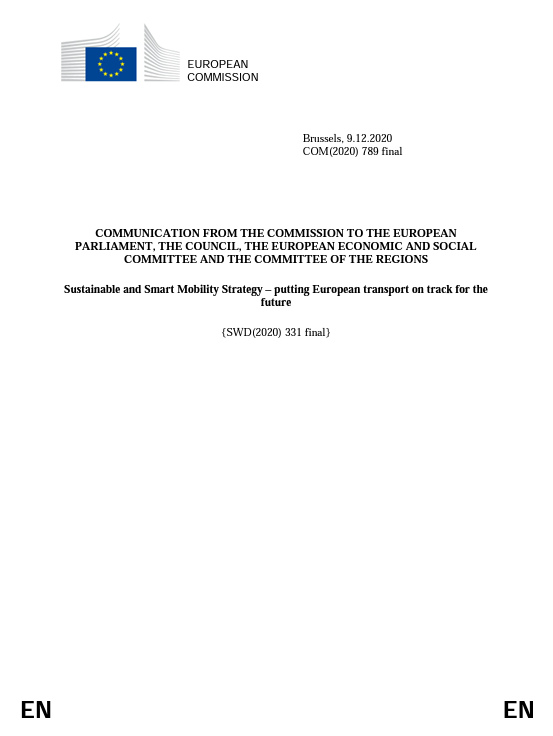 EUROPEAN
COMMISSION
Brussels, 9.12.2020
COM(2020) 789 final
COMMUNICATION FROM THE COMMISSION TO THE EUROPEAN
PARLIAMENT, THE COUNCIL, THE EUROPEAN ECONOMIC AND SOCIAL
COMMITTEE AND THE COMMITTEE OF THE REGIONS
Sustainable and Smart Mobility Strategy – putting European transport on track for the
future
{SWD(2020) 331 final}
EN EN